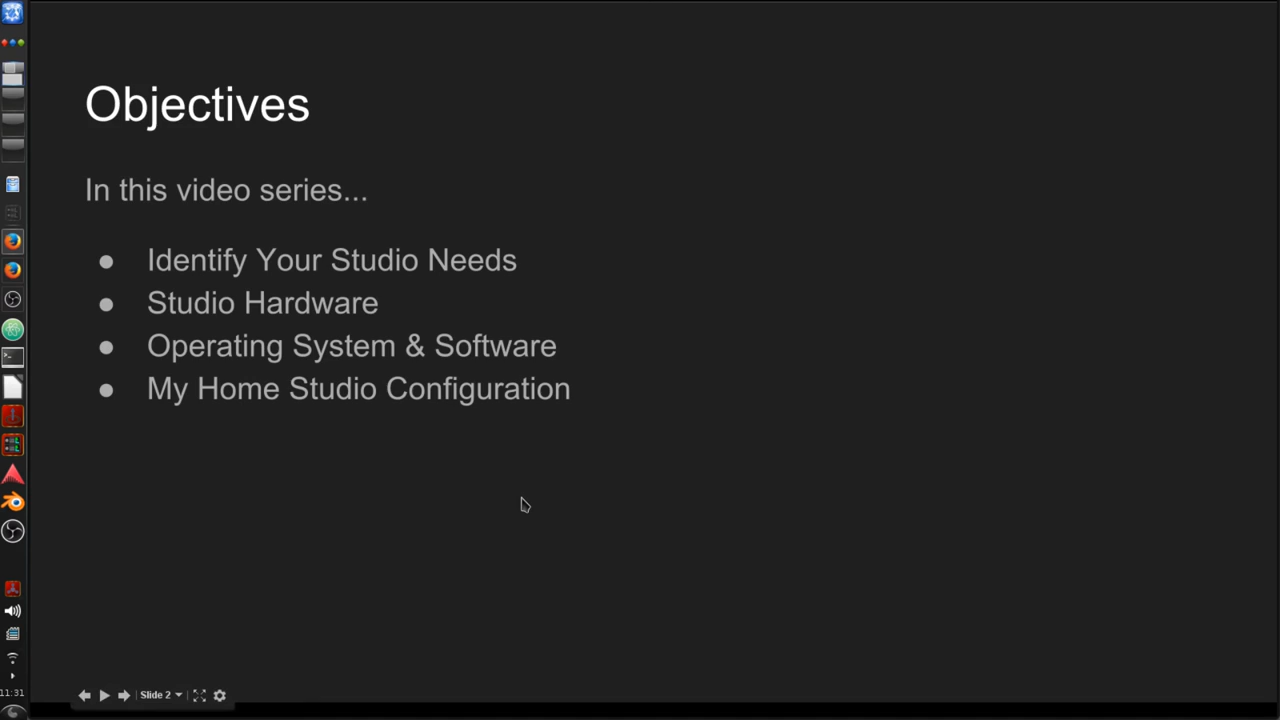 Objectives
In this video series...
● Identify Your Studio Needs
● Studio Hardware
● Operating System & Software
● My Home Studio Configuration
Slide 2
11:31